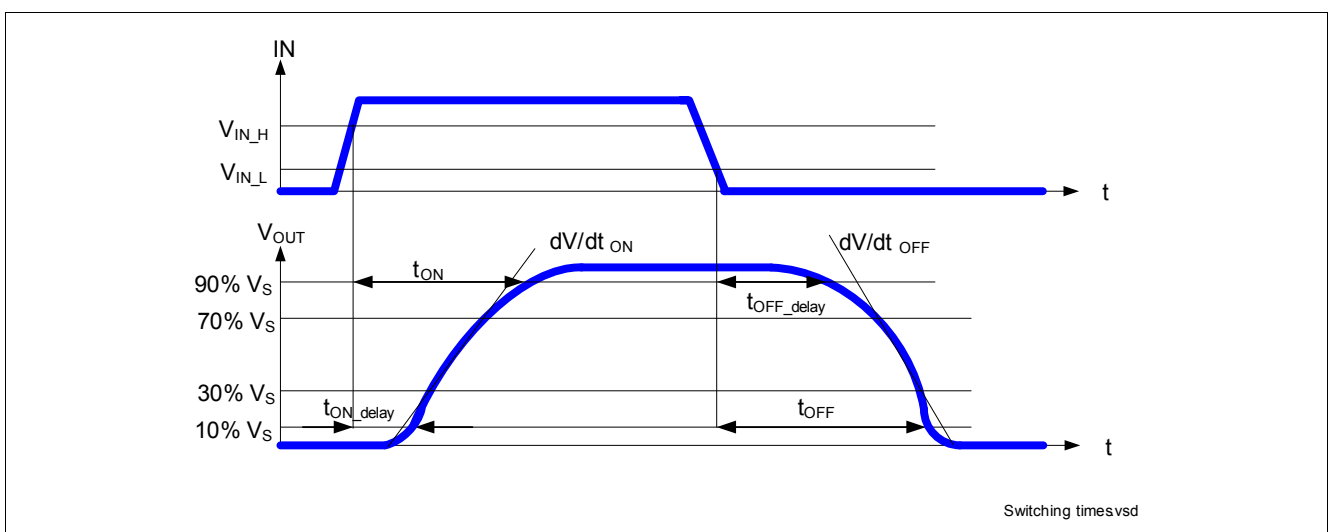 IN
V_IN_H
V_IN_L
t
V_OUT
dV/dt ON
dV/dt OFF
t_ON
90% V_S
t_OFF_delay
70% V_S
30% V_S
t_ON_delay
t_OFF
10% V_S
t
Switching times.vsd